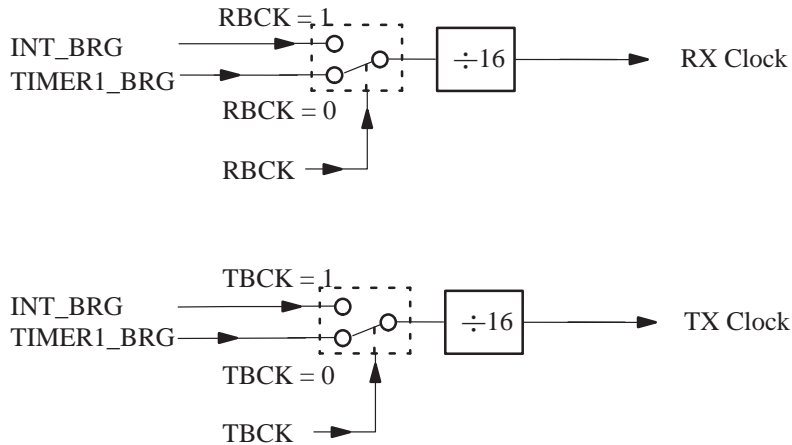 RBCK = 1
INT_BRG
TIMER1_BRG
÷16
RX Clock
RBCK = 0
RBCK
TBCK = 1
INT_BRG
TIMER1_BRG
÷16
TX Clock
TBCK = 0
TBCK